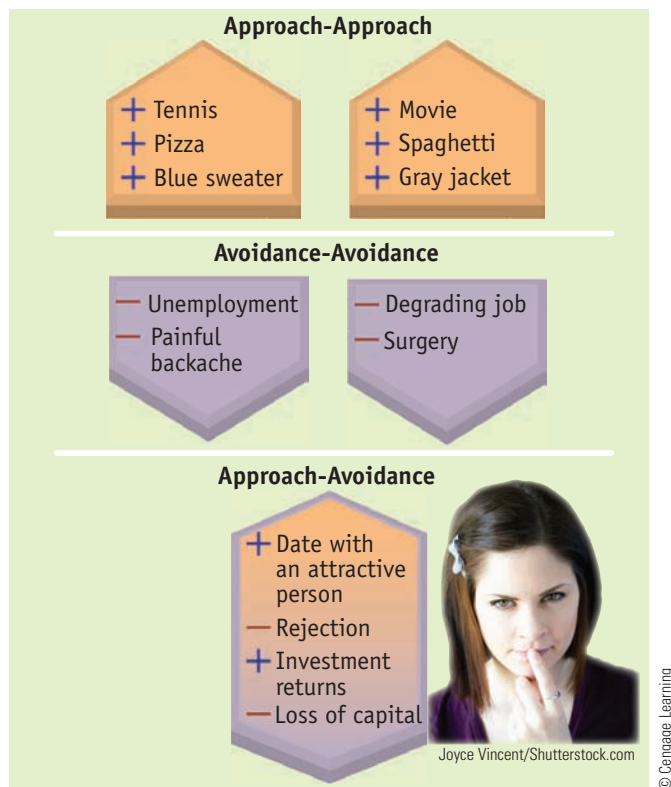 Approach-Approach
+ Tennis
+ Pizza
+ Blue sweater
+ Movie
+ Spaghetti
+ Gray jacket
Avoidance-Avoidance
— Unemployment
— Painful
backache
— Degrading job
— Surgery
Approach-Avoidance
+ Date with
an attractive
person
— Rejection
+ Investment
returns
— Loss of capital
Joyce Vincent/Shutterstock.com
© Cengage Learning